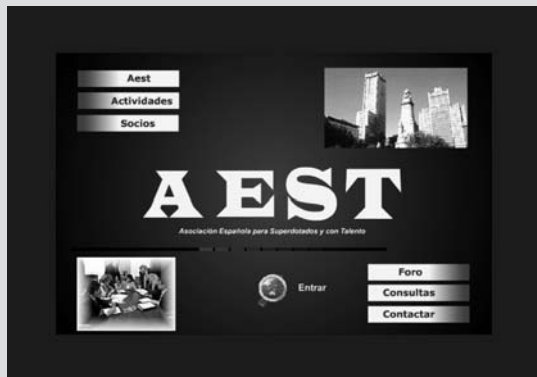 Aest
Actividades
Socios
AEST
Asociación Española para Superdotados y con Talento
Entrar
Foro
Consultas
Contactar